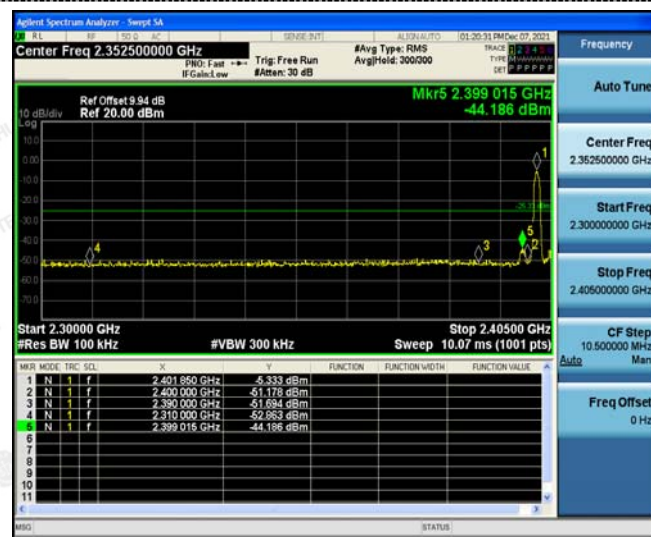 Agilent Spectrum Analyzer - Swept SA
RL RF 50 Ω AC SENSE:INT ALIGNAUTO 01:20:31 PM Dec 07, 2021
Center Freq 2.352500000 GHz #Avg Type: RMS TRACE 1 2 3 4 5 6
PNO: Fast Trig: Free Run Avg|Hold: 300/300 TYPE
IFGain:Low #Atten: 30 dB DET P P P P P P
Mkr5 2.399 015 GHz
-44.186 dBm
Ref Offset 9.94 dB
10 dB/div Ref 20.00 dBm
Log
10.0
0.00
-10.0
-20.0
-30.0
-40.0
-50.0
-60.0
-70.0
1
5
2
3
4
Start 2.30000 GHz Stop 2.40500 GHz
#Res BW 100 kHz #VBW 300 kHz Sweep 10.07 ms (1001 pts)
MKR MODE TRC SCL X Y FUNCTION FUNCTION WIDTH FUNCTION VALUE
1 N 1 f 2.401 850 GHz -5.333 dBm
2 N 1 f 2.400 000 GHz -51.178 dBm
3 N 1 f 2.390 000 GHz -51.694 dBm
4 N 1 f 2.310 000 GHz -52.863 dBm
5 N 1 f 2.399 015 GHz -44.186 dBm
6
7
8
9
10
11
MSG STATUS
Frequency
Auto Tune
Center Freq
2.352500000 GHz
Start Freq
2.300000000 GHz
Stop Freq
2.405000000 GHz
CF Step
10.500000 MHz
Auto Man
Freq Offset
0 Hz